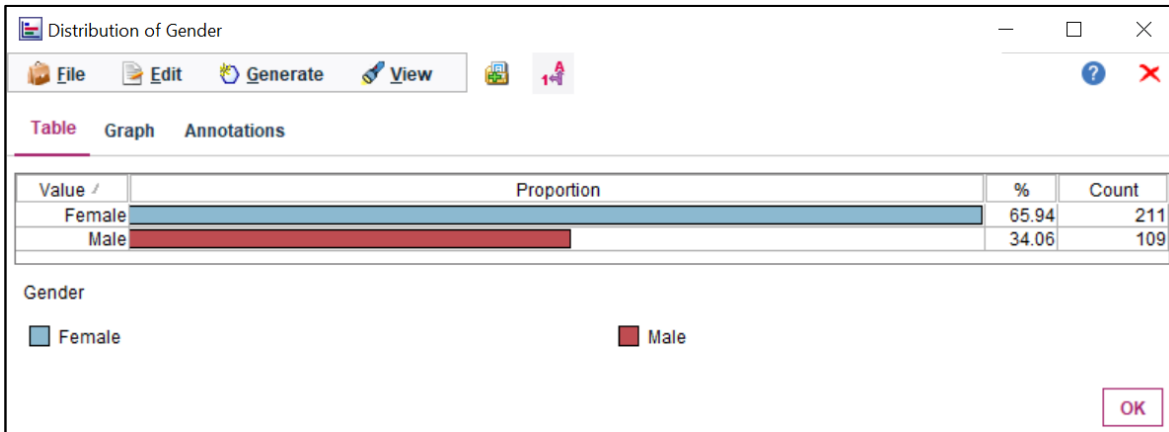 Distribution of Gender
File Edit Generate View 1 A
Table Graph Annotations
Value Proportion % Count
Female 65.94 211
Male 34.06 109
Gender
Female Male
OK